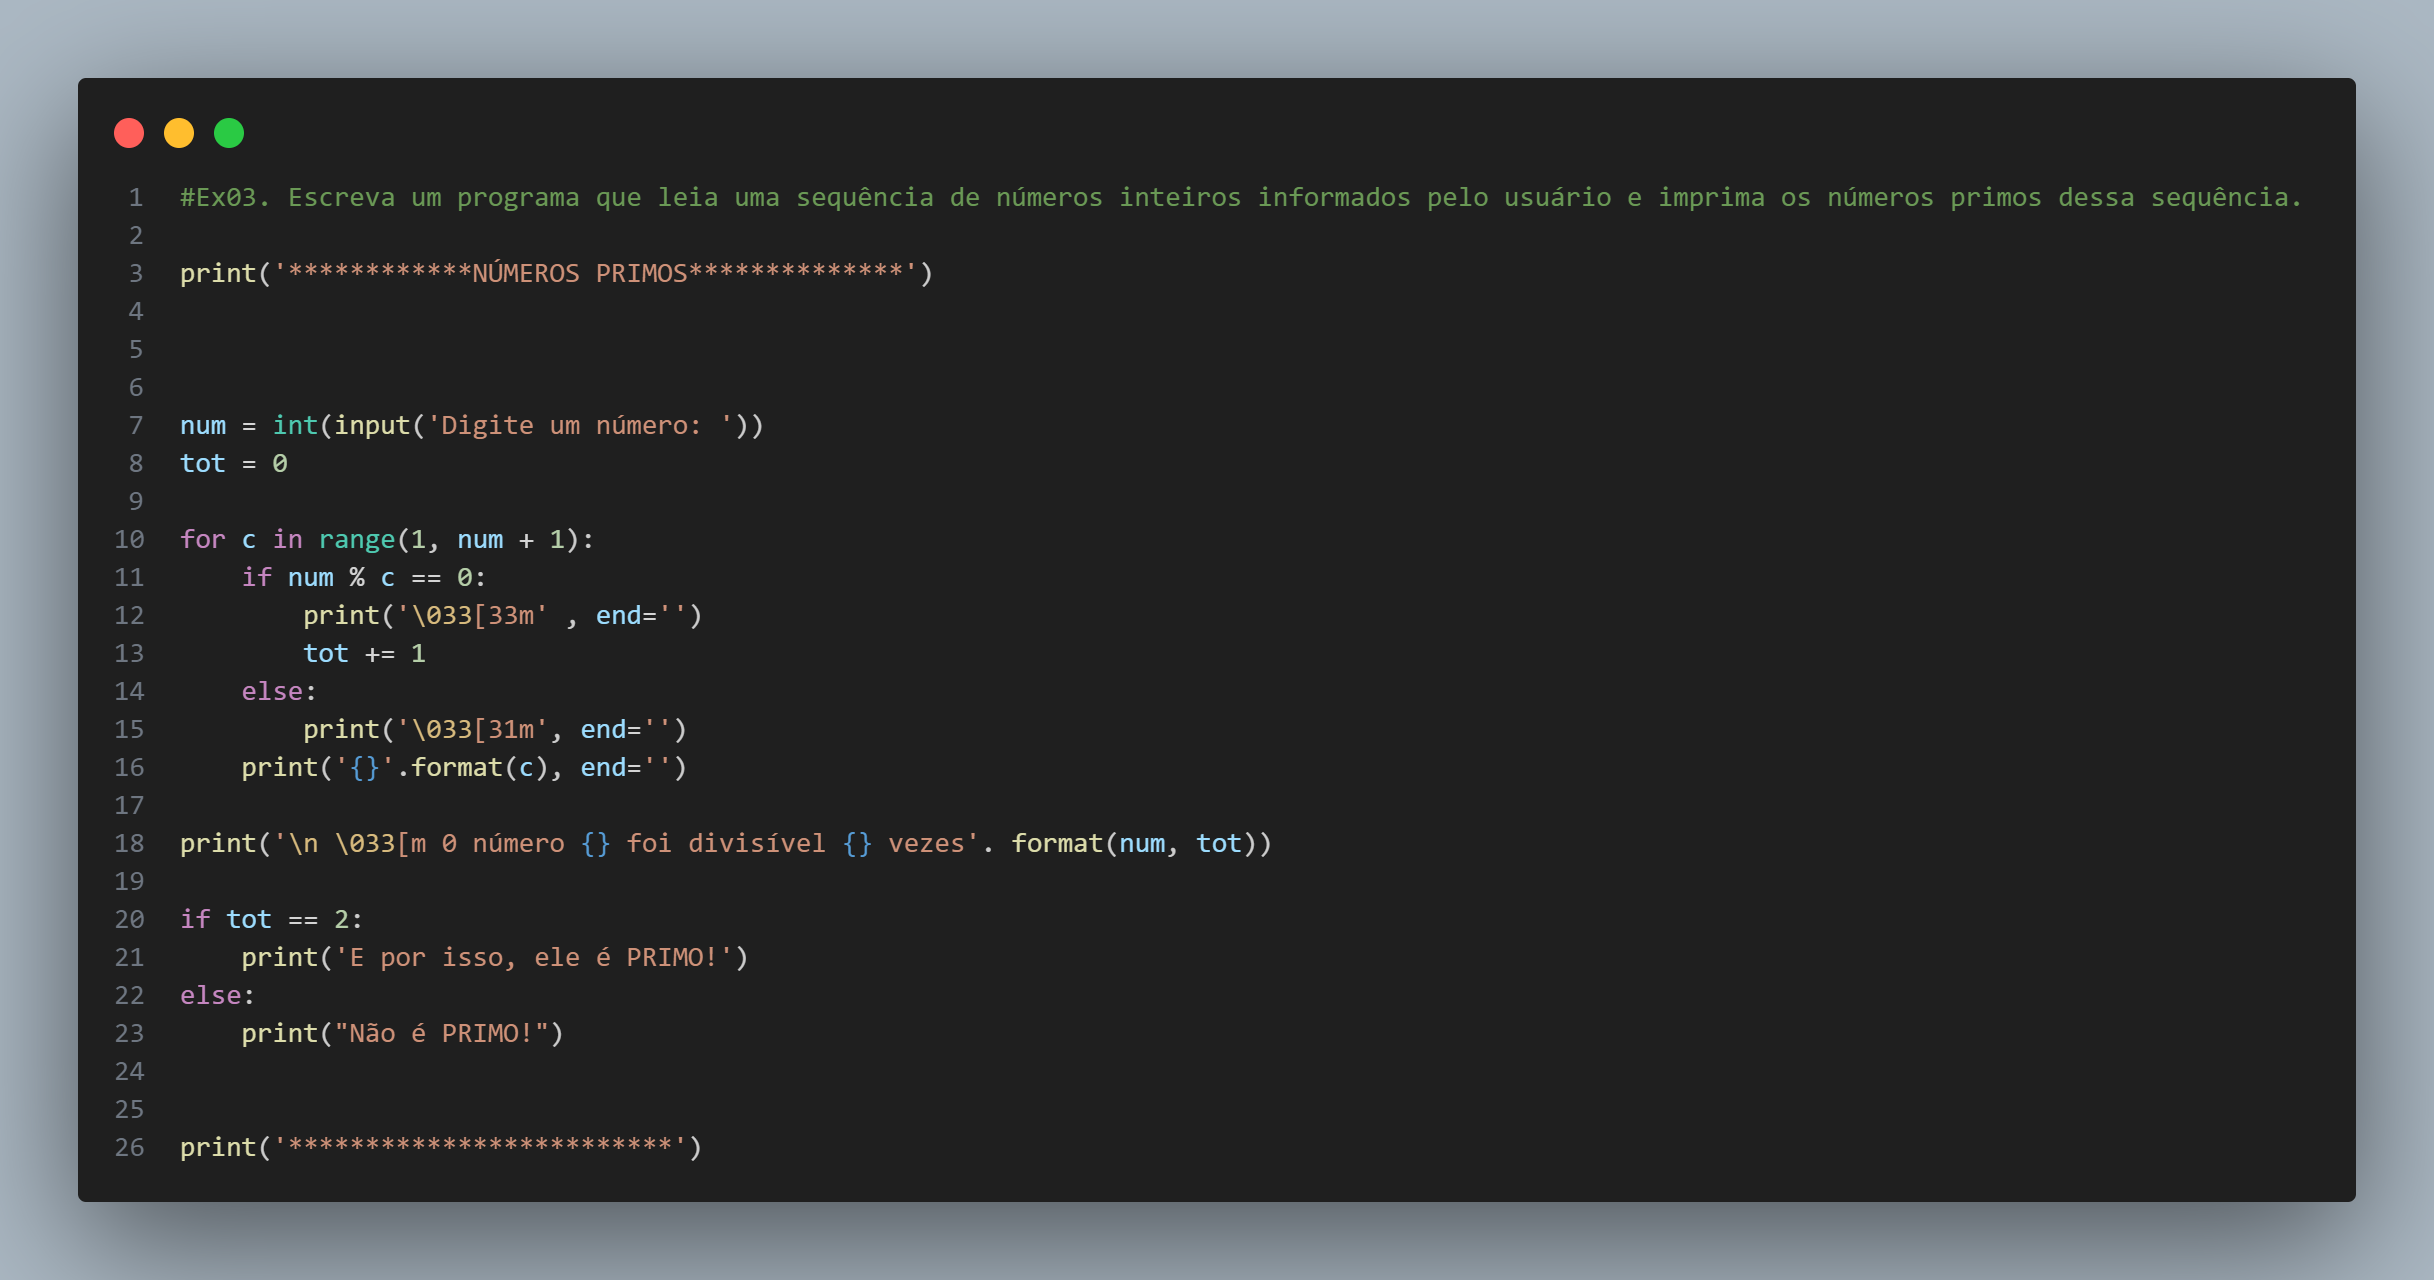 1 #Ex03. Escreva um programa que leia uma sequência de números inteiros informados pelo usuário e imprima os números primos dessa sequência.
2
3 print('************NÚMEROS PRIMOS**************')
4
5
6
7 num = int(input('Digite um número: '))
8 tot = 0
9
10 for c in range(1, num + 1):
11     if num % c == 0:
12         print('\033[33m' , end='')
13         tot += 1
14     else:
15         print('\033[31m', end='')
16     print('{}'.format(c), end='')
17
18 print('\n \033[m 0 número {} foi divisível {} vezes'. format(num, tot))
19
20 if tot == 2:
21     print('E por isso, ele é PRIMO!')
22 else:
23     print("Não é PRIMO!")
24
25
26 print('*************************')